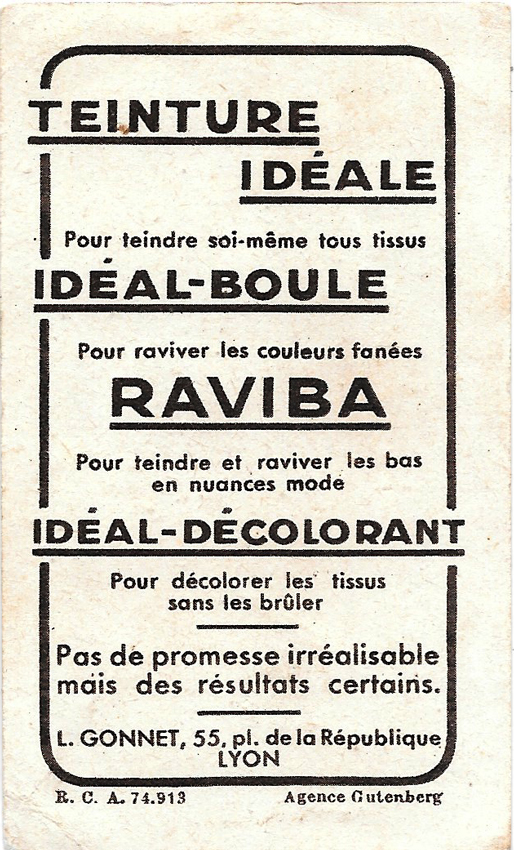 TEINTURE
IDÉALE
Pour teindre soi-même tous tissus
IDÉAL-BOULE
Pour raviver les couleurs fanées
RAVIBA
Pour teindre et raviver les bas
en nuances mode
IDÉAL-DÉCOLORANT
Pour décolorer les tissus
sans les brûler
Pas de promesse irréalisable
mais des résultats certains.
L. GONNET, 55, pl. de la République
LYON
R. C. A. 74.913 Agence Gutenberg